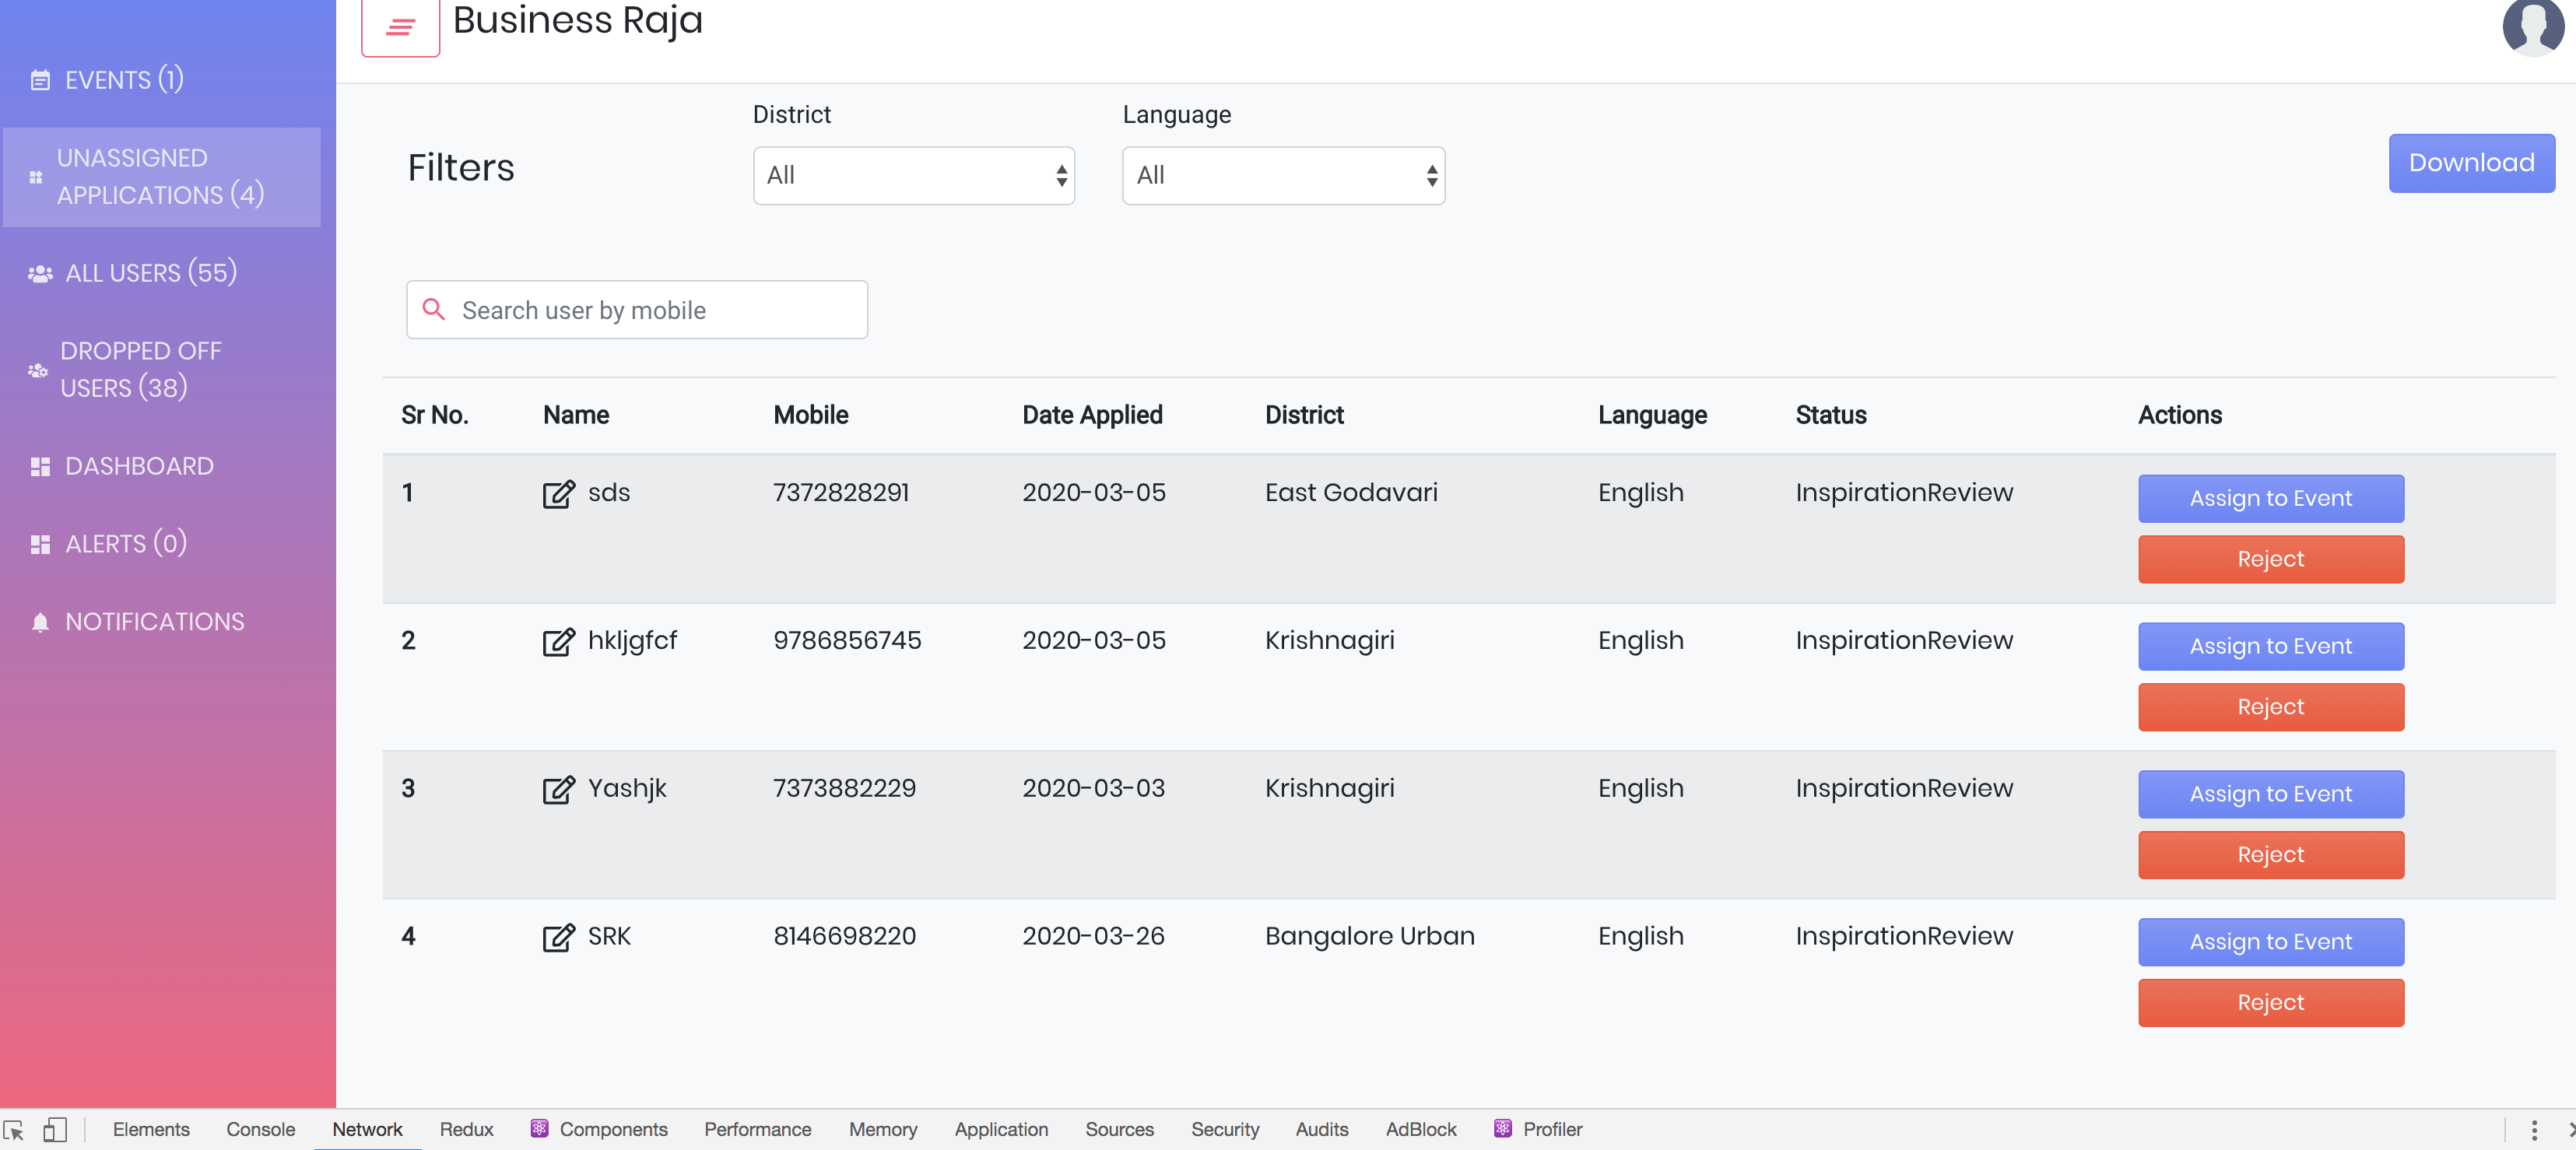 Business Raja
EVENTS (1)
UNASSIGNED
APPLICATIONS (4)
ALL USERS (55)
DROPPED OFF
USERS (38)
DASHBOARD
ALERTS (0)
NOTIFICATIONS
Filters
District
All
Language
All
Download
Search user by mobile
Sr No. Name Mobile Date Applied District Language Status Actions
1 sds 7372828291 2020-03-05 East Godavari English InspirationReview Assign to Event
Reject
2 hkljgfcf 9786856745 2020-03-05 Krishnagiri English InspirationReview Assign to Event
Reject
3 Yashjk 7373882229 2020-03-03 Krishnagiri English InspirationReview Assign to Event
Reject
4 SRK 8146698220 2020-03-26 Bangalore Urban English InspirationReview Assign to Event
Reject
Elements Console Network Redux Components Performance Memory Application Sources Security Audits AdBlock Profiler